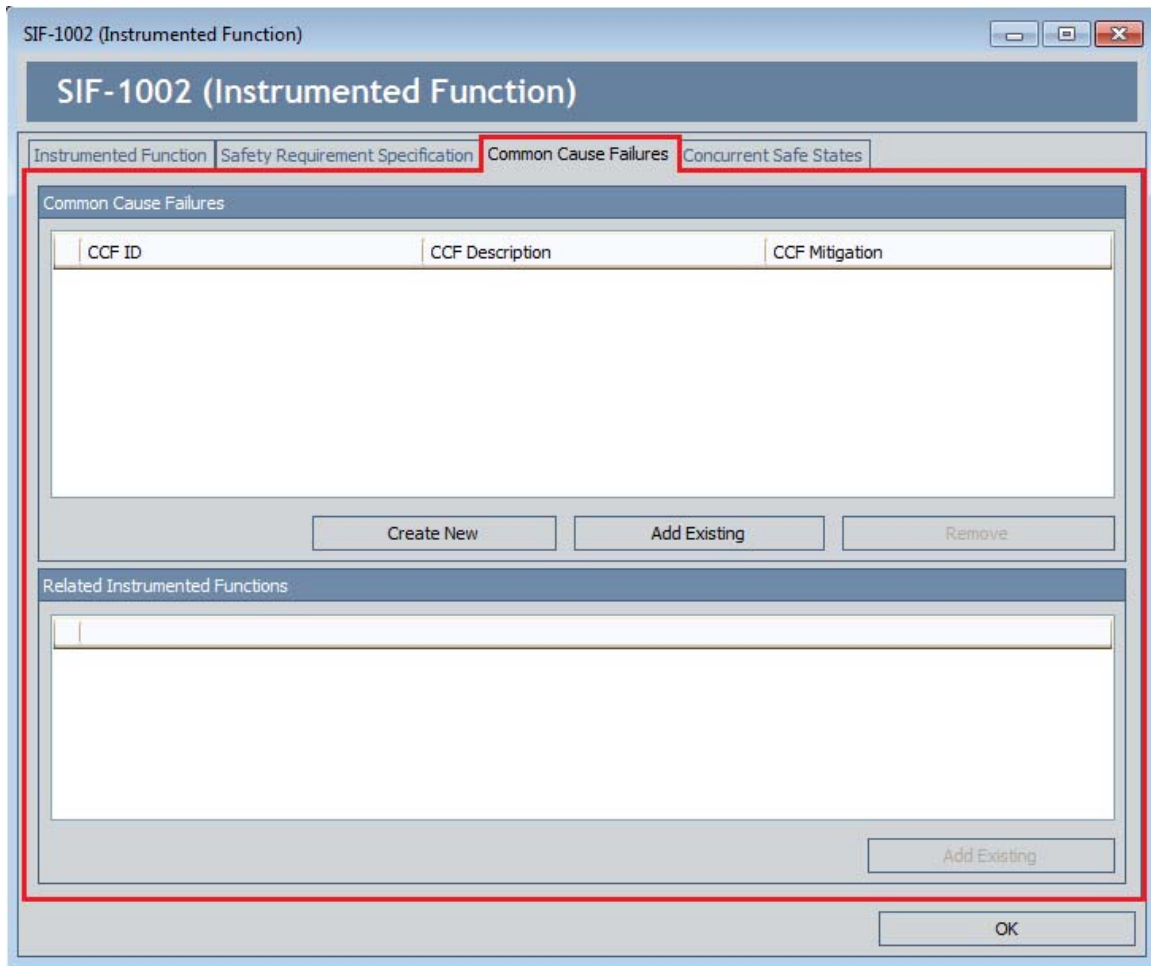 SIF-1002 (Instrumented Function)
SIF-1002 (Instrumented Function)
Instrumented Function Safety Requirement Specification Common Cause Failures Concurrent Safe States
Common Cause Failures
CCF ID CCF Description CCF Mitigation
Create New Add Existing Remove
Related Instrumented Functions
Add Existing
OK